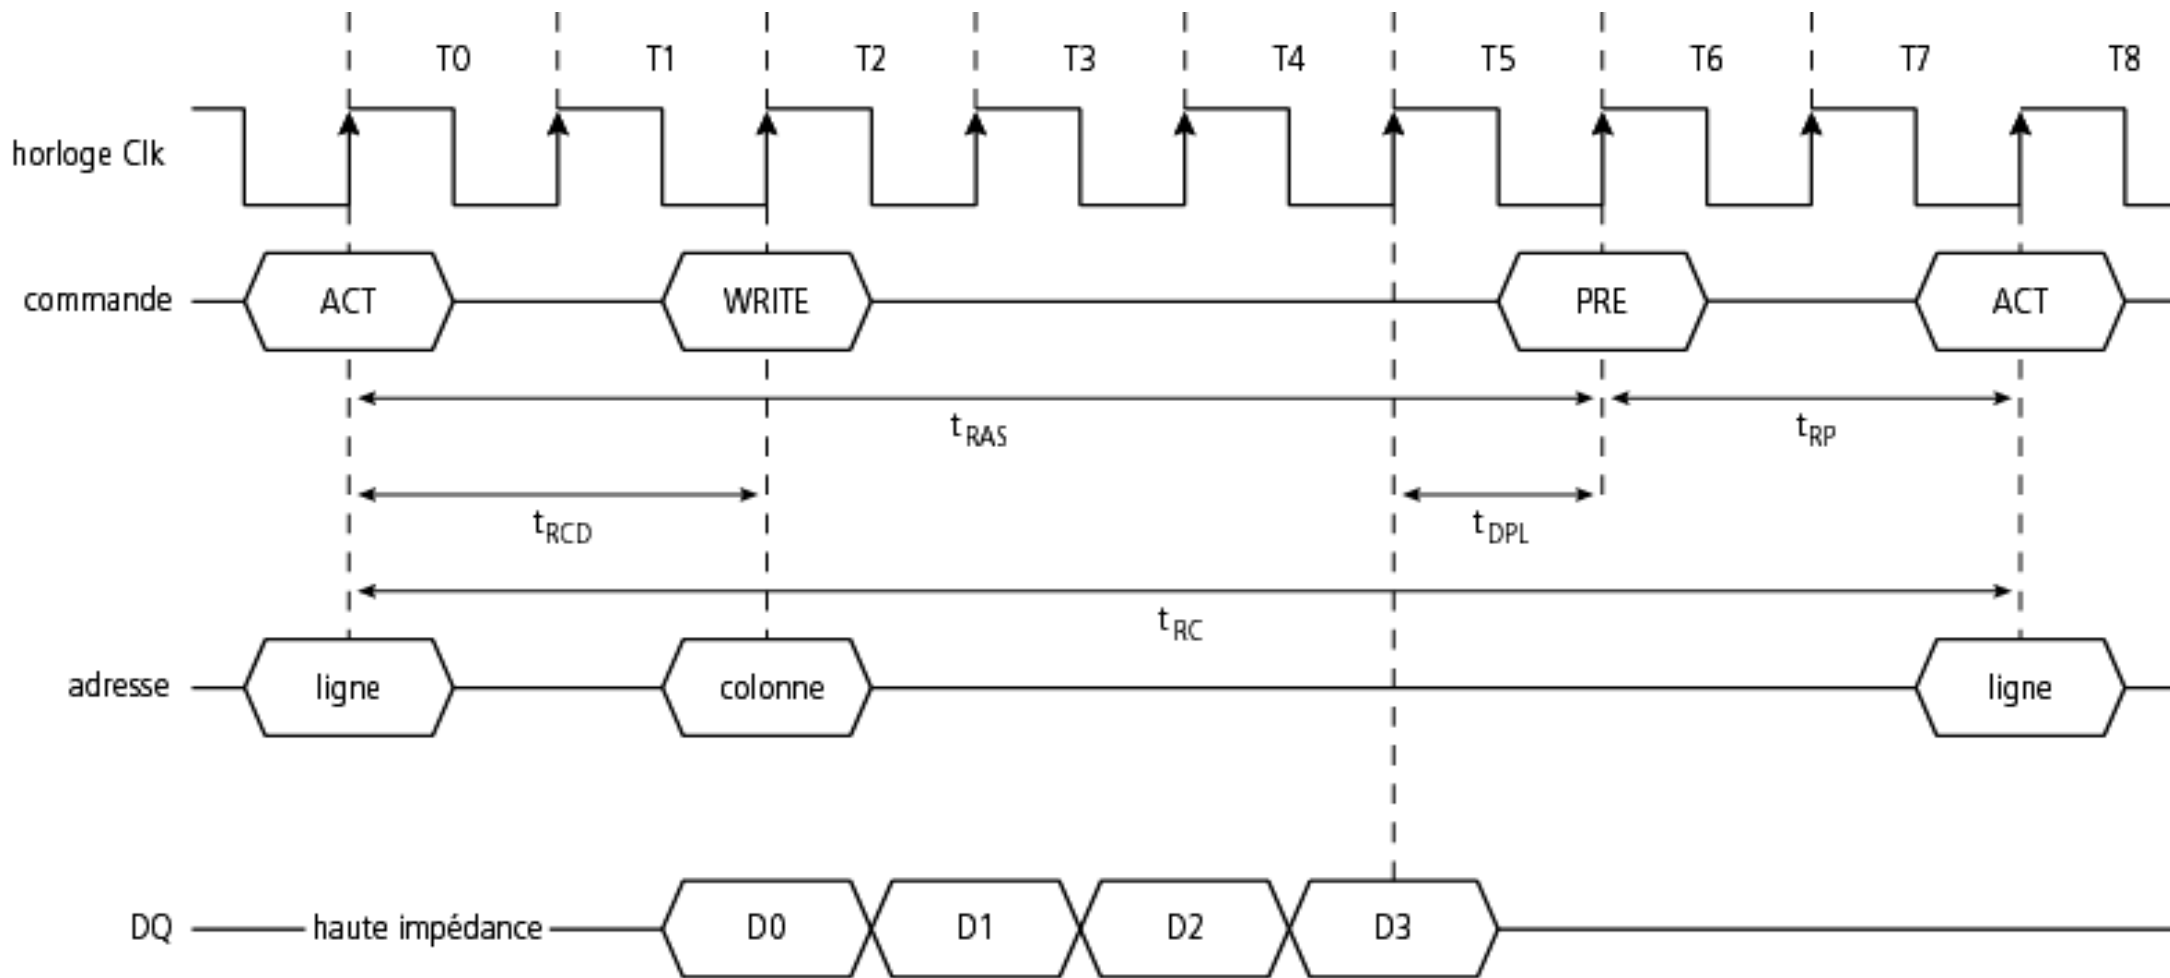 T0 T1 T2 T3 T4 T5 T6 T7 T8
horloge Clk
commande ACT WRITE PRE ACT
tRAS tRP
tRCD tDPL
tRC
adresse ligne colonne ligne
DQ haute impédance D0 D1 D2 D3